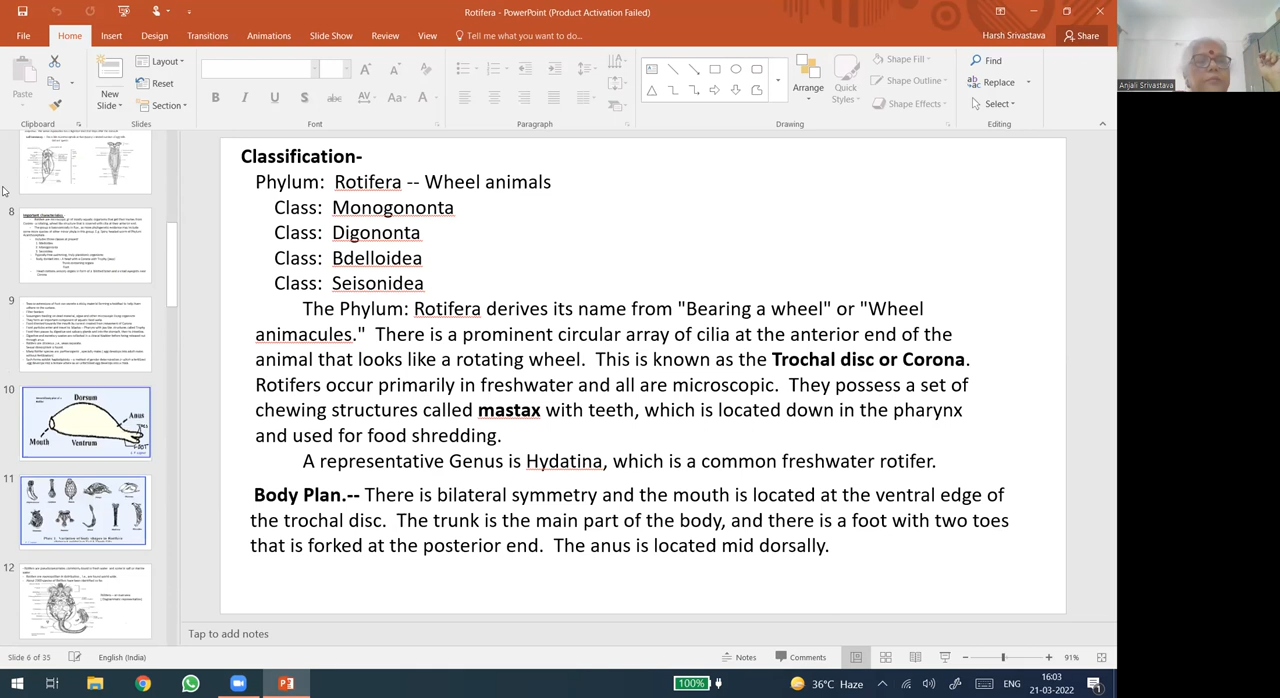 Rotifera - PowerPoint (Product Activation Failed)
File Home Insert Design Transitions Animations Slide Show Review View Tell me what you want to do... Harsh Srivastava Share
Paste
Clipboard
New Slide
Layout
Reset
Section
Slides
Font
Paragraph
Arrange
Quick Styles
Shape Fill
Shape Outline
Shape Effects
Drawing
Find
Replace
Select
Editing
Anjali Srivastava
8
9
10
Dorsum
Anus
Mouth
Ventrum
11
12
Classification-
Phylum: Rotifera -- Wheel animals
Class: Monogononta
Class: Digononta
Class: Bdelloidea
Class: Seisonidea
The Phylum: Rotifera derives its name from "Bearing a wheel" or "Wheel
animacules." There is a prominent circular array of cilia at the anterior end of the
animal that looks like a rotating wheel. This is known as the Trochal disc or Corona.
Rotifers occur primarily in freshwater and all are microscopic. They possess a set of
chewing structures called mastax with teeth, which is located down in the pharynx
and used for food shredding.
A representative Genus is Hydatina, which is a common freshwater rotifer.
Body Plan.-- There is bilateral symmetry and the mouth is located at the ventral edge of
the trochal disc. The trunk is the main part of the body, and there is a foot with two toes
that is forked at the posterior end. The anus is located mid dorsally.
Tap to add notes
Slide 6 of 35 English (India) Notes Comments 91%
100% 36°C Haze ENG 16:03
21-03-2022 1